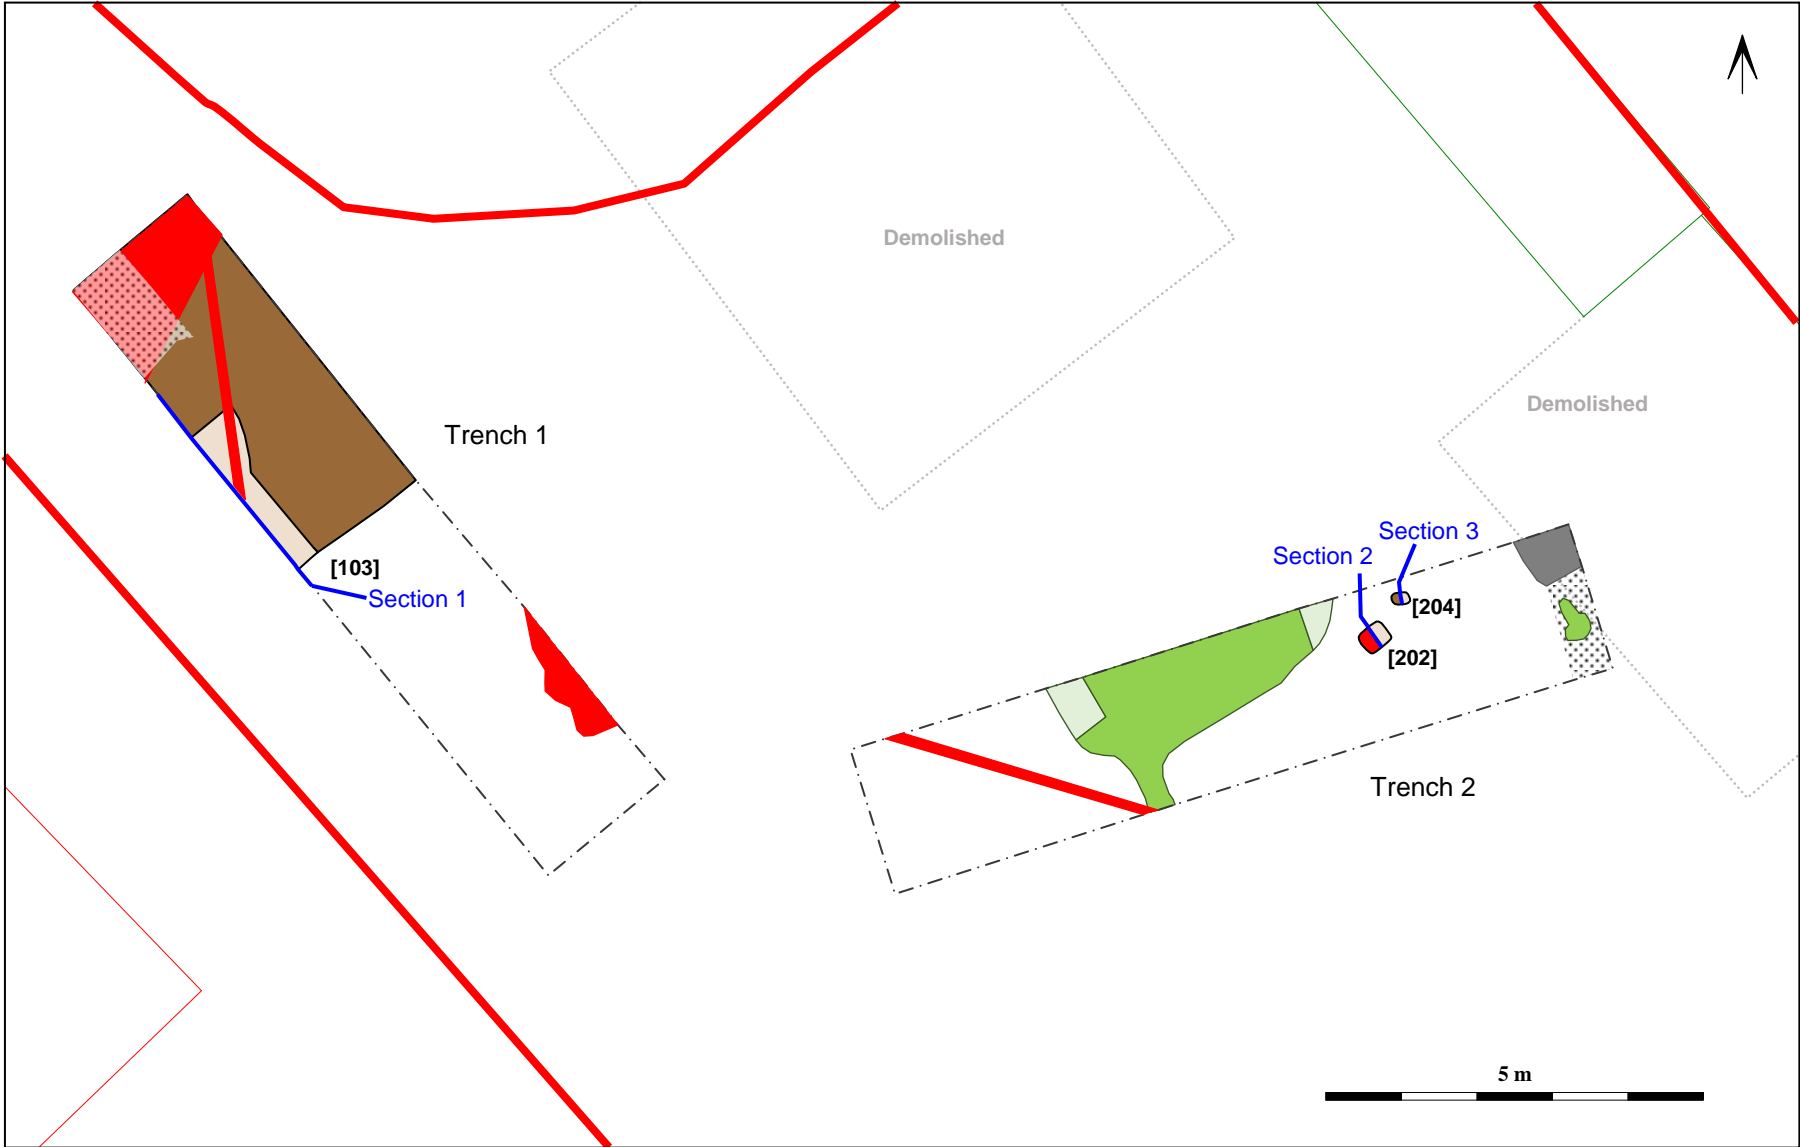 Demolished
Demolished
Trench 1
Section 3
Section 2
[103]
Section 1
[204]
[202]
Trench 2
5 m